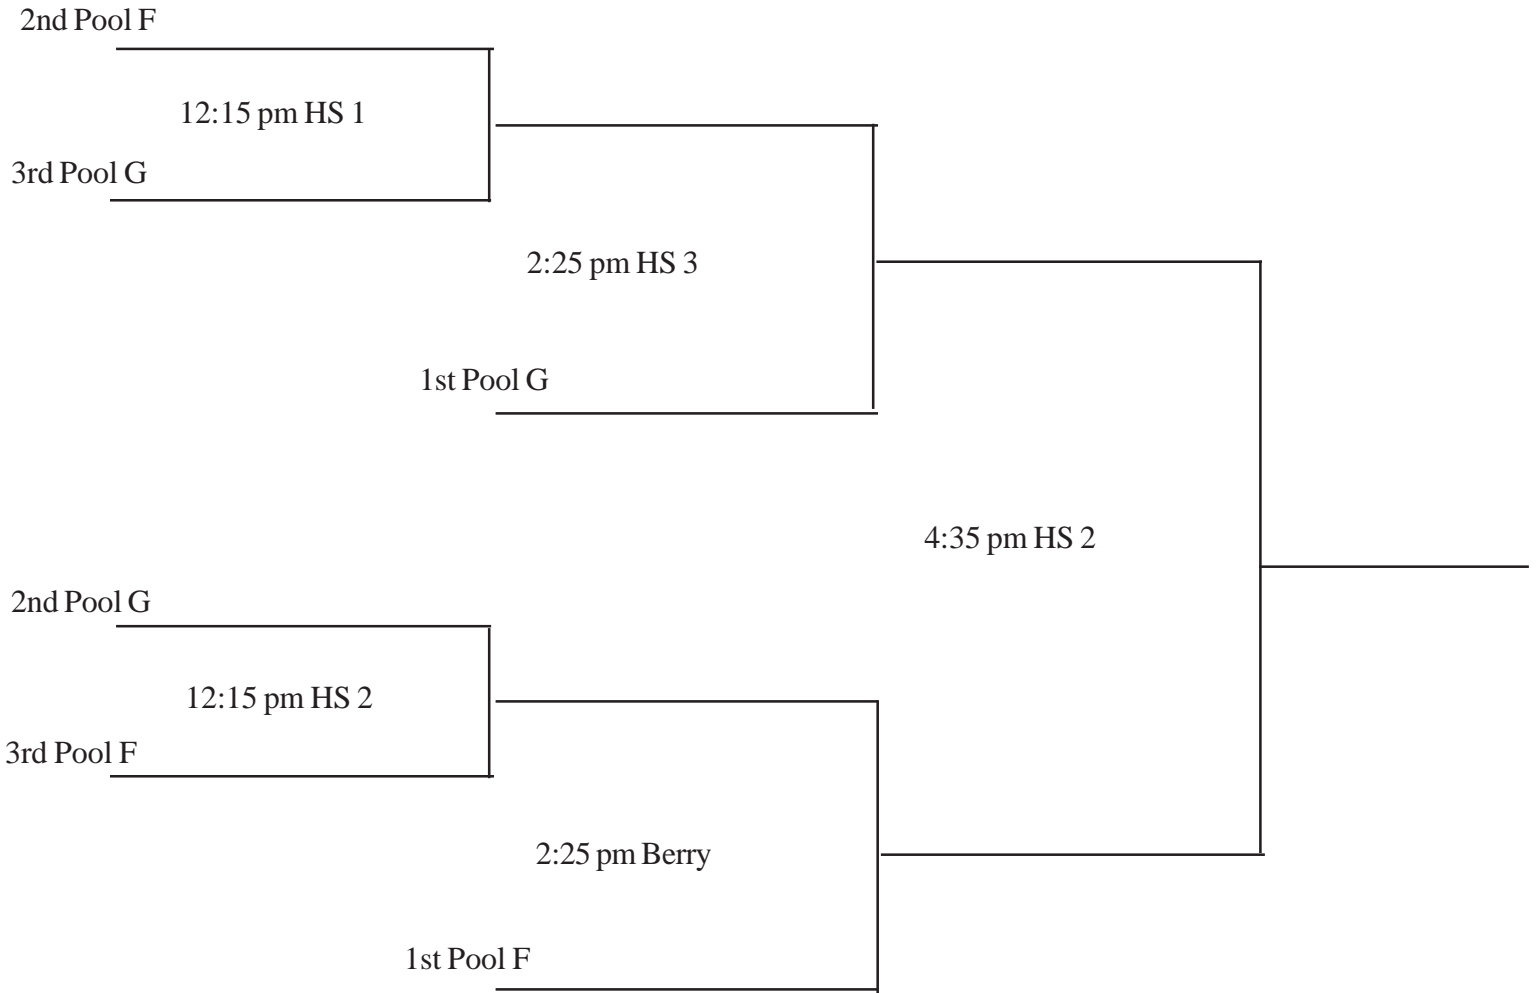 2nd Pool F
12:15 pm HS 1
3rd Pool G
2:25 pm HS 3
1st Pool G
4:35 pm HS 2
2nd Pool G
12:15 pm HS 2
3rd Pool F
2:25 pm Berry
1st Pool F